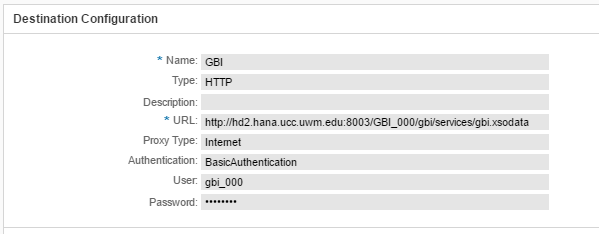 Destination Configuration
* Name: GBI
Type: HTTP
Description:
* URL: http://hd2.hana.ucc.uwm.edu:8003/GBI_000/gbi/services/gbi.xsodata
Proxy Type: Internet
Authentication: BasicAuthentication
User: gbi_000
Password: ••••••••